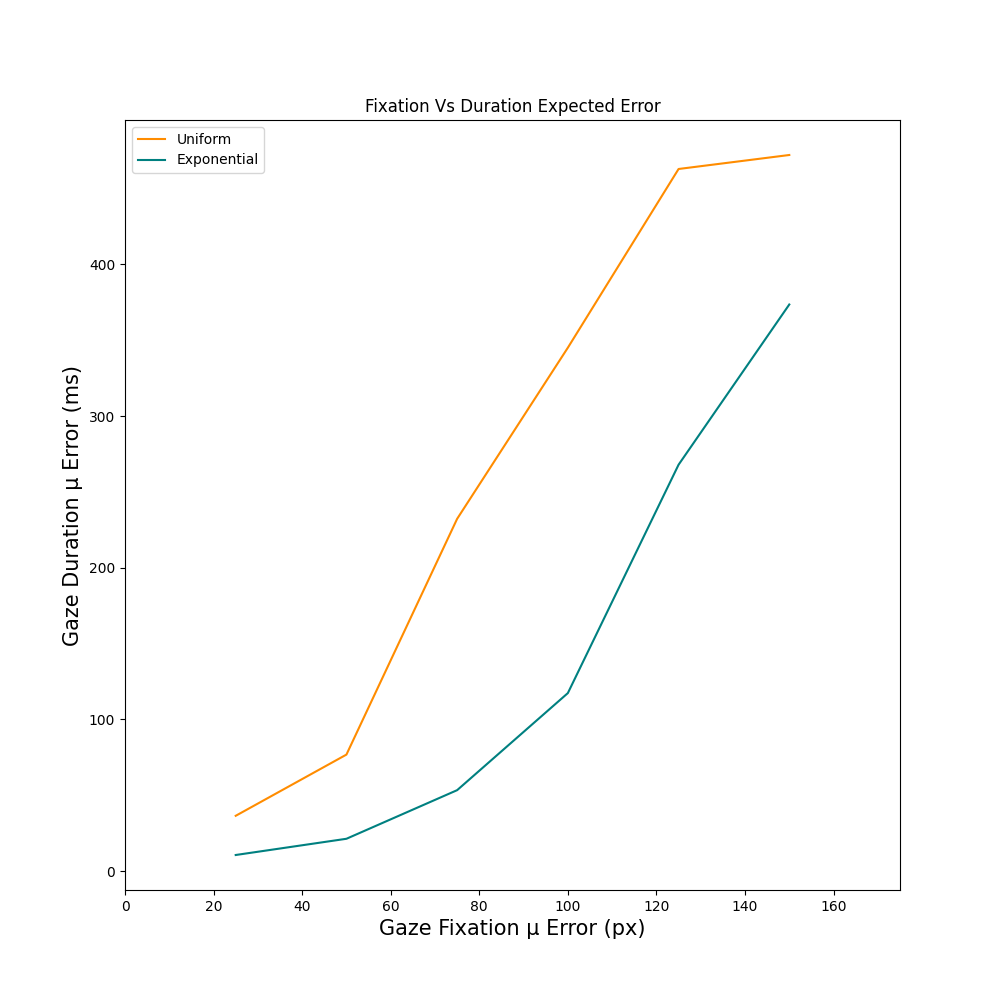 Fixation Vs Duration Expected Error
Uniform
Exponential
400
300
200
100
0
Gaze Duration μ Error (ms)
0 20 40 60 80 100 120 140 160
Gaze Fixation μ Error (px)